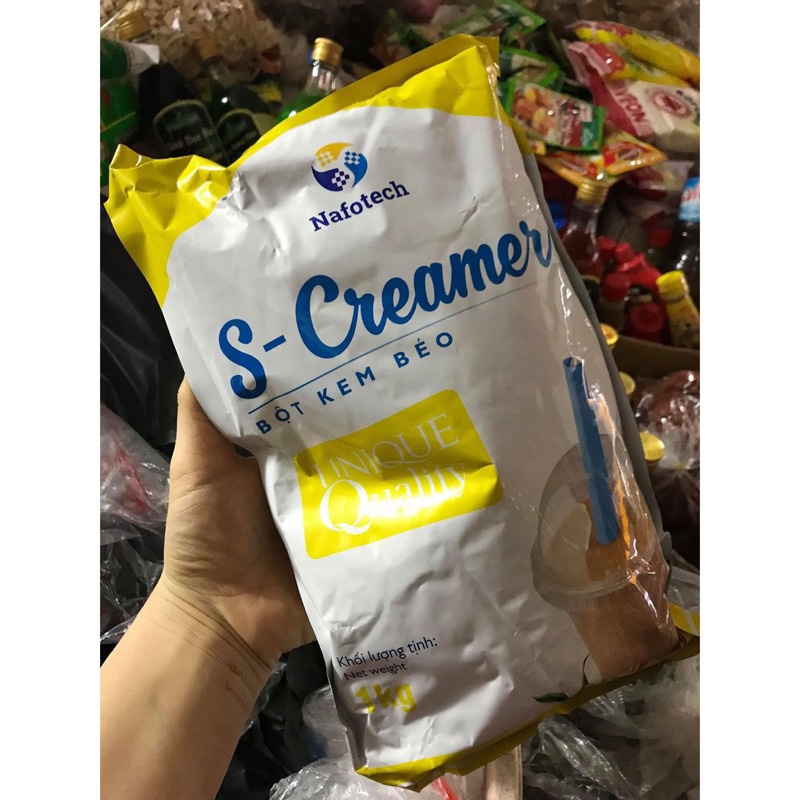 Nafotech
S-Creamer
BỘT KEM BÉO
UNIQUE
Quality
Khối lượng tịnh:
Net weight
1kg